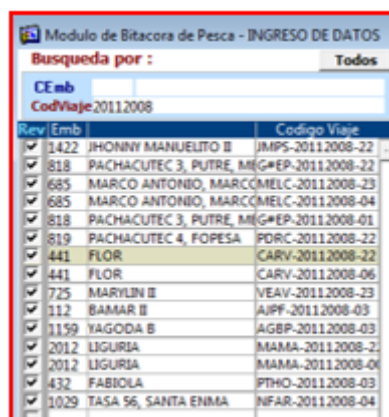 Modulo de Bitacora de Pesca - INGRESO DE DATOS
Busqueda por :
Todos
CEmb
CodViaje 20112008
Rev Emb Codigo Viaje
1422 JHONNY MANUELITO II JMPS-20112008-22 ..
818 PACHACUTEC 3, PUTRE, ME G#EP-20112008-22
685 MARCO ANTONIO, MARCO MELC-20112008-23
685 MARCO ANTONIO, MARCO MELC-20112008-04
818 PACHACUTEC 3, PUTRE, ME G#EP-20112008-01
819 PACHACUTEC 4, FOPESA PDRC-20112008-22
441 FLOR CARV-20112008-22
441 FLOR CARV-20112008-06
725 MARYLIN II VEAV-20112008-23
112 BAMAR II AJPF-20112008-03
1159 YAGODA B AGBP-20112008-03
2012 LIGURIA MAMA-20112008-2
2012 LIGURIA MAMA-20112008-0
432 FABIOLA PTHO-20112008-03
1029 TASA 56, SANTA ENMA NFAR-20112008-04